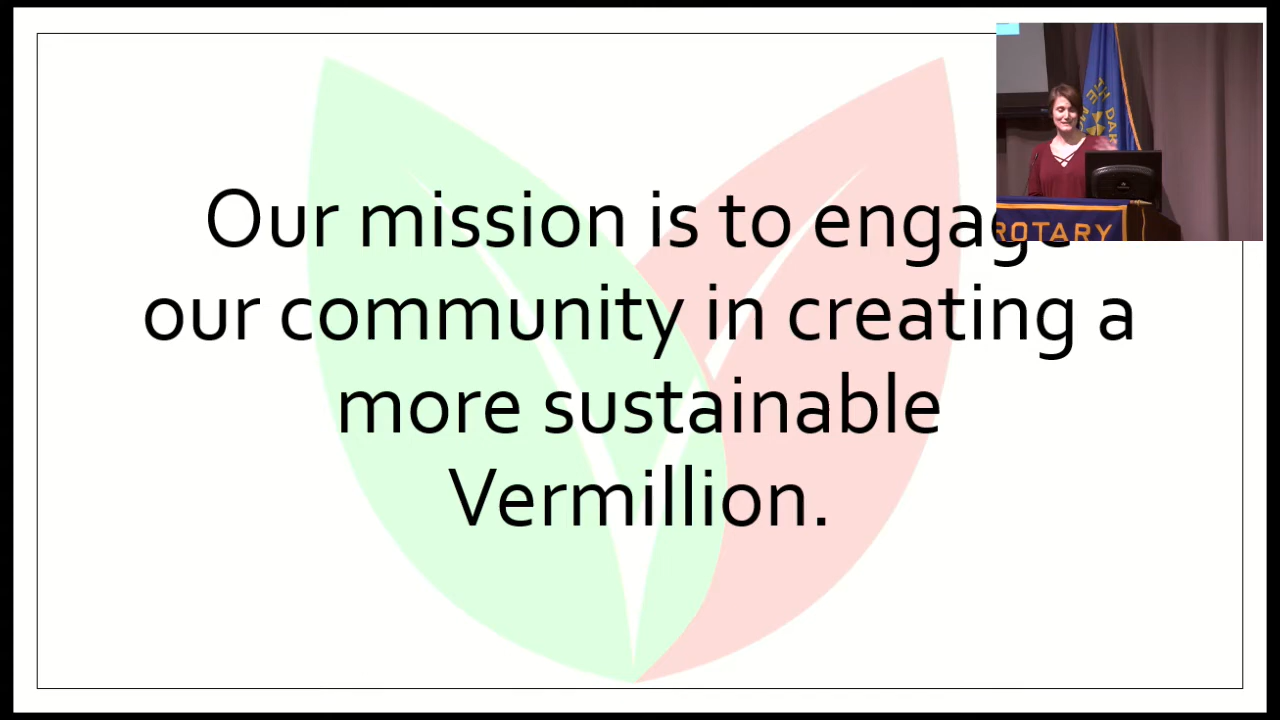 Our mission is to engage
our community in creating a
more sustainable
Vermillion.
ROTARY